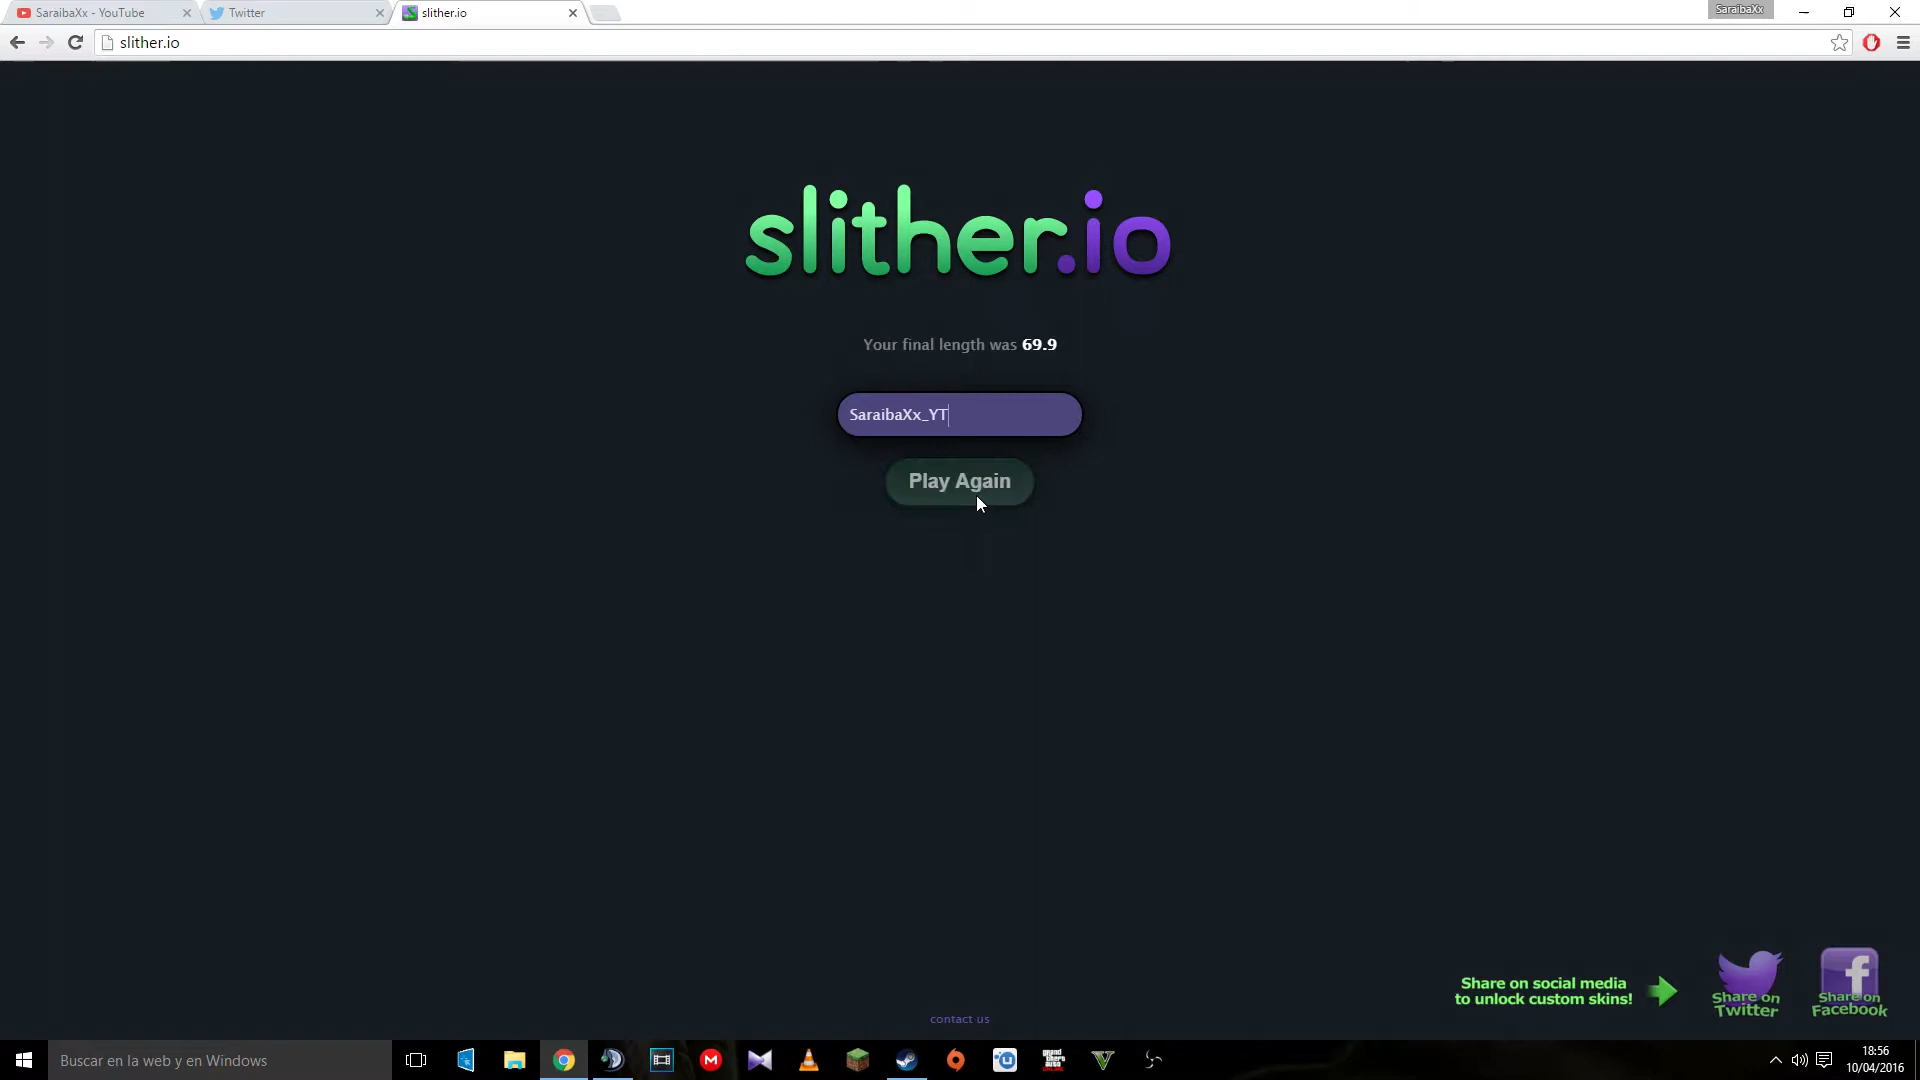 SaraibaXx - YouTube
Twitter
slither.io
SaraibaXx
slither.io
slither.io
Your final length was 69.9
SaraibaXx_YT
Play Again
Share on social media
to unlock custom skins!
Share on
Twitter
Share on
Facebook
contact us
Buscar en la web y en Windows
18:56
10/04/2016